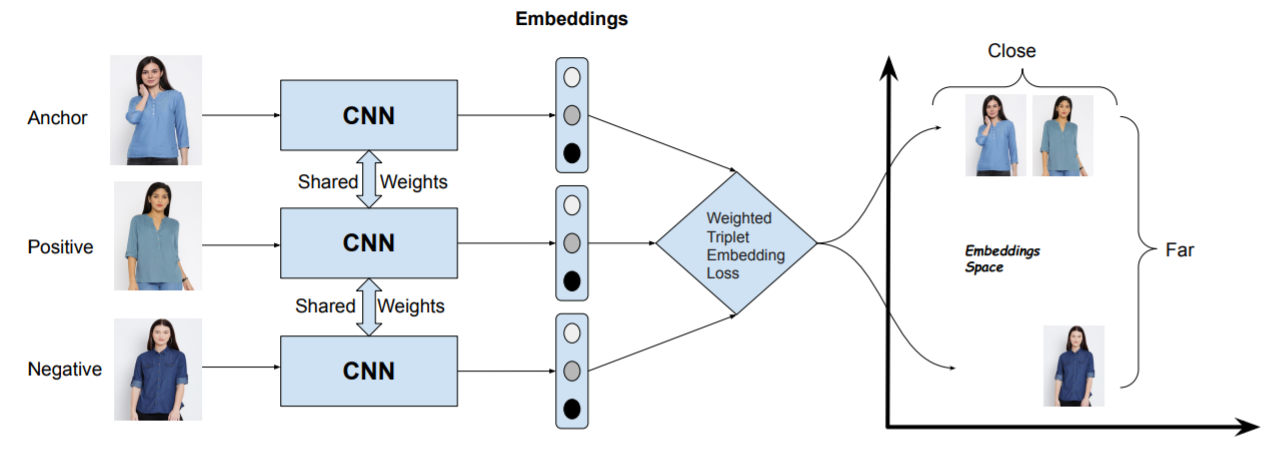 Embeddings
Close
Anchor
CNN
Shared Weights
Positive
CNN
Weighted
Triplet
Embedding
Loss
Embeddings
Space
Far
Shared Weights
Negative
CNN